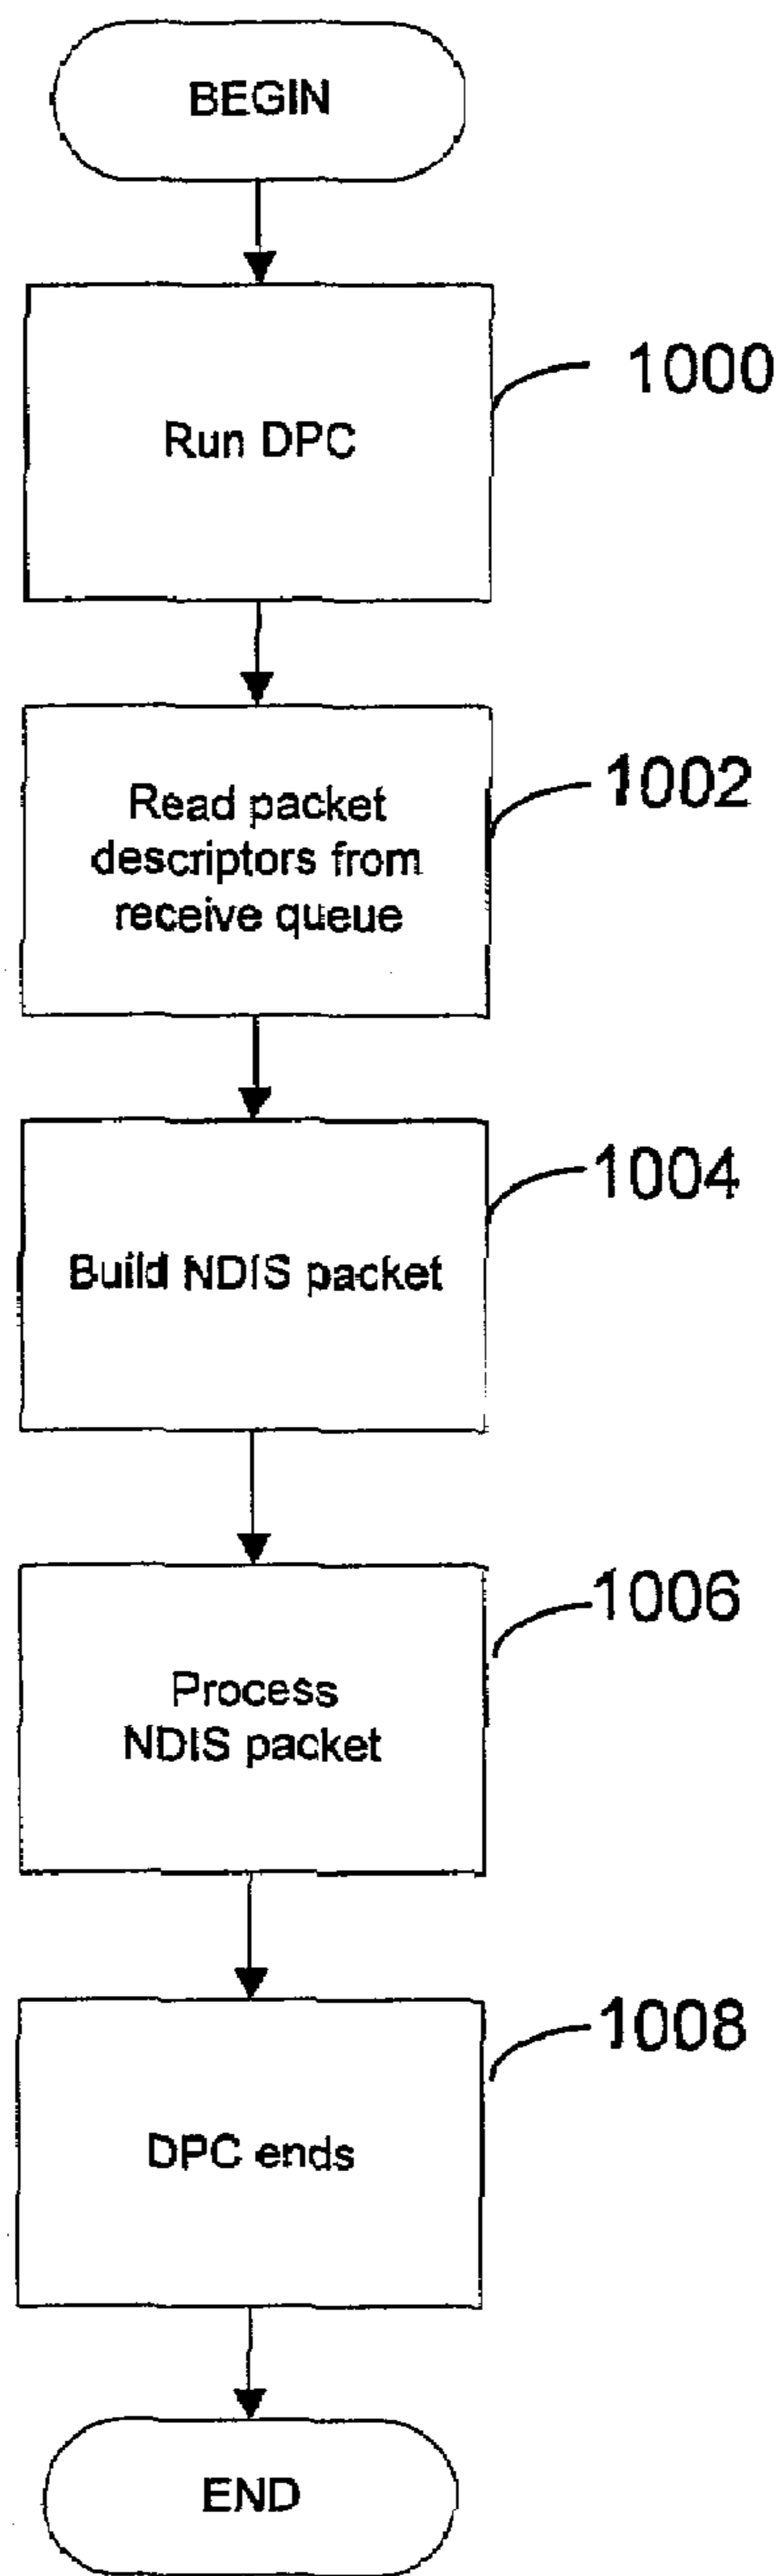 BEGIN
Run DPC
1000
Read packet
descriptors from
receive queue
1002
Build NDIS packet
1004
Process
NDIS packet
1006
DPC ends
1008
END